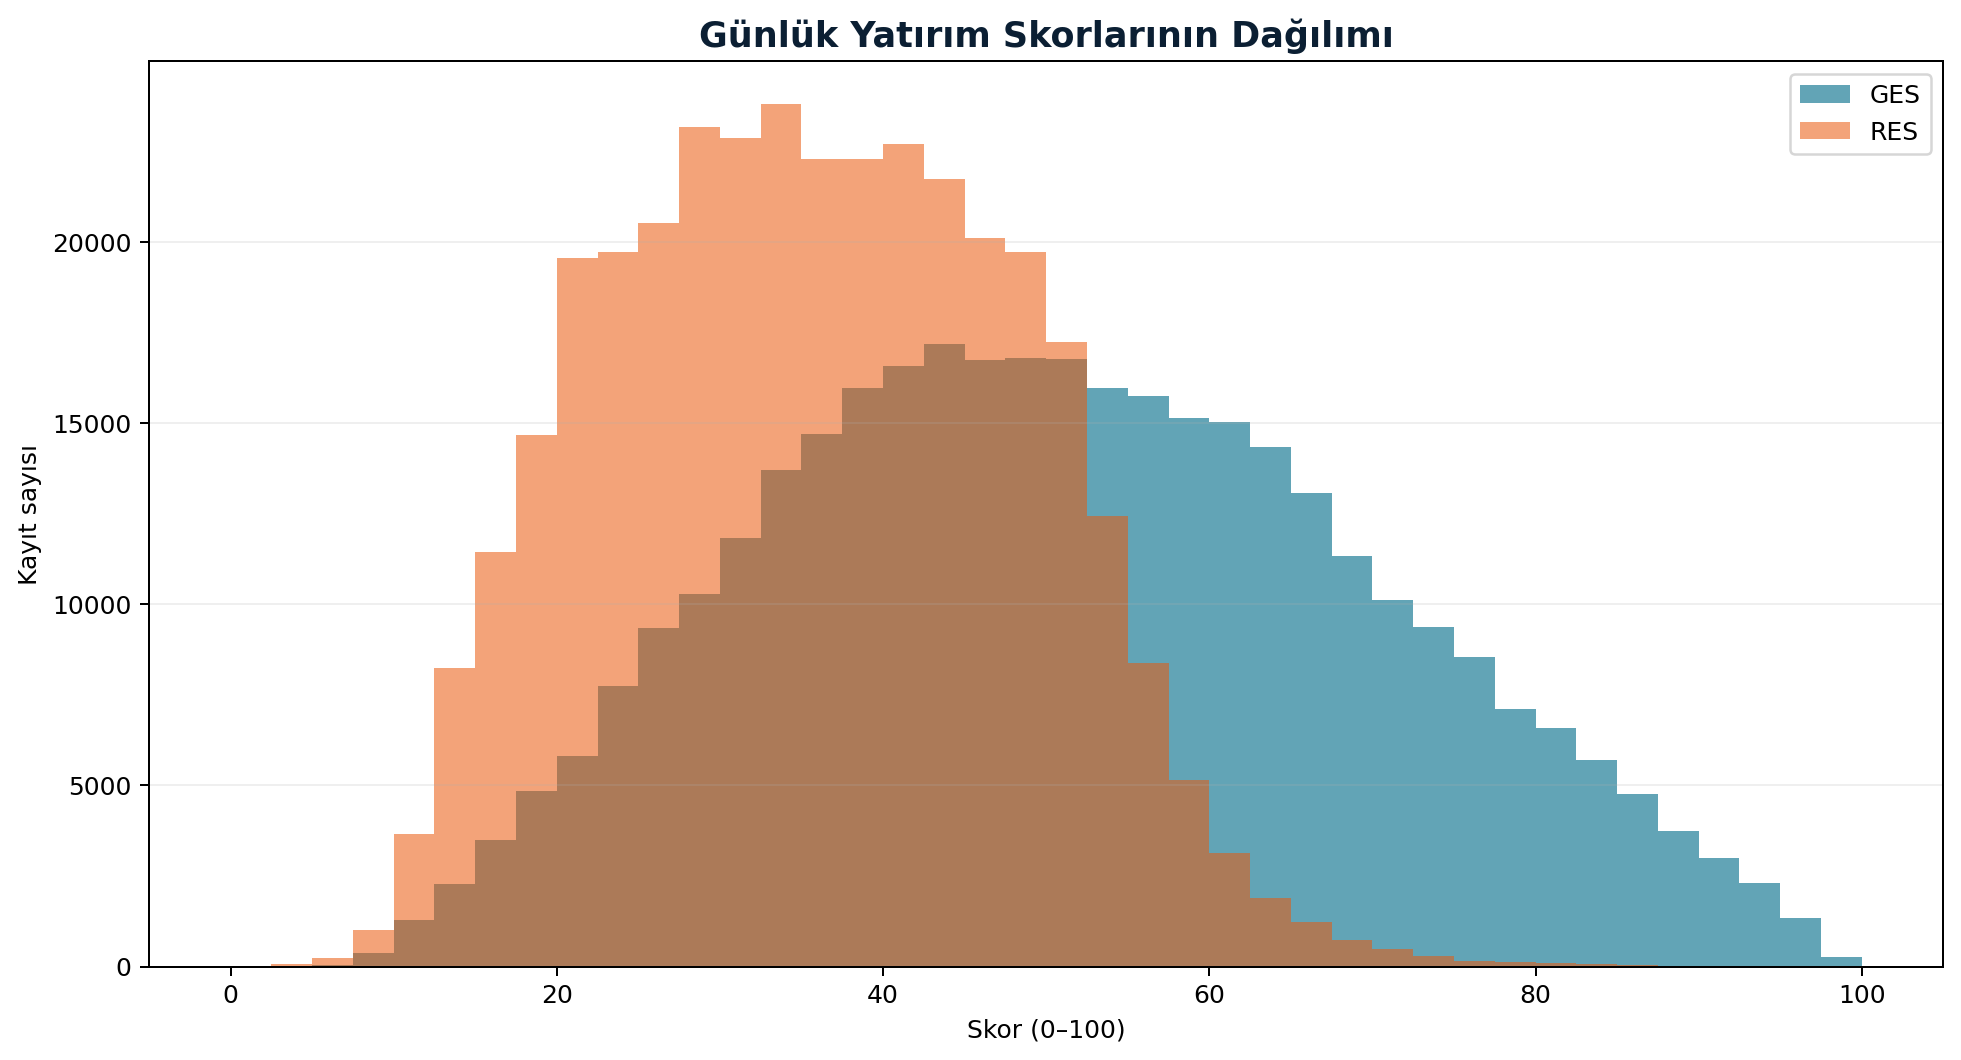 Günlük Yatırım Skorlarının Dağılımı
GES
RES
Kayıt sayısı
20000
15000
10000
5000
0
0 20 40 60 80 100
Skor (0–100)